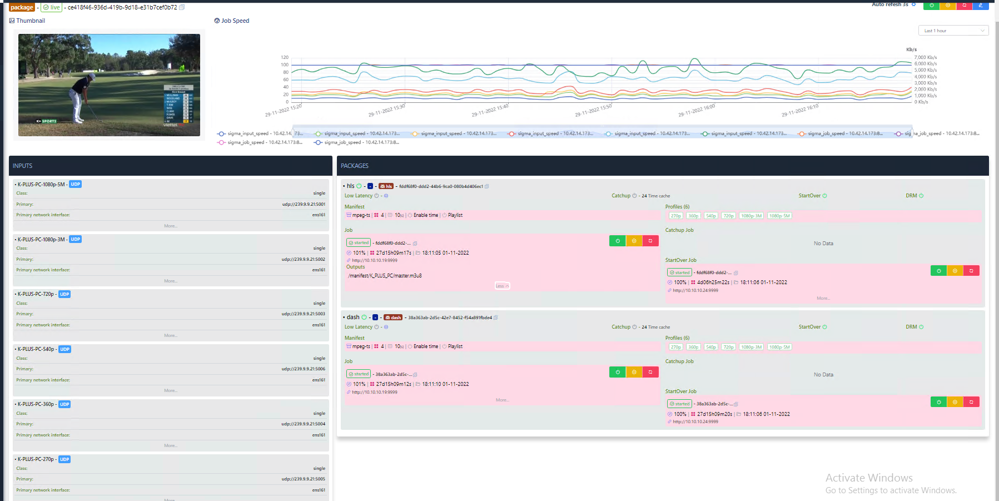 package - live - ce418f46-936d-419b-9d18-e31b7cef0b72
Auto refesh 3s
Thumbnail
Job Speed
Last 1 hour
K+ SPORT2
viettel
Kb/s
120
100
80
60
40
20
0
7,000 Kb/s
6,000 Kb/s
5,000 Kb/s
4,000 Kb/s
3,000 Kb/s
2,000 Kb/s
1,000 Kb/s
0 Kb/s
29-11-2022 15:20
29-11-2022 15:30
29-11-2022 15:40
29-11-2022 15:50
29-11-2022 16:00
29-11-2022 16:10
sigma_input_speed - 10.42.14.173...
sigma_input_speed - 10.42.14.173...
sigma_input_speed - 10.42.14.173...
sigma_input_speed - 10.42.14.173...
sigma_input_speed - 10.42.14.173...
sigma_input_speed - 10.42.14.173...
sigma_job_speed - 10.42.14.173:8...
sigma_job_speed - 10.42.14.173:8...
sigma_job_speed - 10.42.14.173:8...
sigma_job_speed - 10.42.14.173:8...
INPUTS
• K-PLUS-PC-1080p-5M - UDP
Class: single
Primary: udp://239.9.9.21:5001
Primary network interface: ens161
More...
• K-PLUS-PC-1080p-3M - UDP
Class: single
Primary: udp://239.9.9.21:5002
Primary network interface: ens161
More...
• K-PLUS-PC-720p - UDP
Class: single
Primary: udp://239.9.9.21:5003
Primary network interface: ens161
More...
• K-PLUS-PC-540p - UDP
Class: single
Primary: udp://239.9.9.21:5006
Primary network interface: ens161
More...
• K-PLUS-PC-360p - UDP
Class: single
Primary: udp://239.9.9.21:5004
Primary network interface: ens161
More...
• K-PLUS-PC-270p - UDP
Class: single
Primary: udp://239.9.9.21:5005
Primary network interface: ens161
More...
PACKAGES
• hls - - - hls - fddf68f0-ddd2-44b6-9ca0-080b4d406ec1
Low Latency - Catchup - 24 Time cache StartOver DRM
Manifest
mpeg-ts | 4 | 10(s) | Enable time | Playlist
Profiles (6)
270p 360p 540p 720p 1080p-3M 1080p-5M
Job
started - fddf68f0-ddd2-...
101% | 27d15h09m17s | 18:11:05 01-11-2022
http://10.10.10.19:9999
Outputs
/manifest/K_PLUS_PC/master.m3u8
Less
Catchup Job
No Data
StartOver Job
started - fddf68f0-ddd2-...
100% | 4d06h25m22s | 18:11:06 01-11-2022
http://10.10.10.24:9999
More...
• dash - - - dash - 38a363ab-2d5c-42e7-8452-f54a891fbde4
Low Latency - Catchup - 24 Time cache StartOver DRM
Manifest
mpeg-ts | 4 | 10(s) | Enable time | Playlist
Profiles (6)
270p 360p 540p 720p 1080p-3M 1080p-5M
Job
started - 38a363ab-2d5c-...
101% | 27d15h09m12s | 18:11:10 01-11-2022
http://10.10.10.19:9999
More...
Catchup Job
No Data
StartOver Job
started - 38a363ab-2d5c-...
100% | 27d15h09m20s | 18:11:06 01-11-2022
http://10.10.10.24:9999
Activate Windows
Go to Settings to activate Windows.